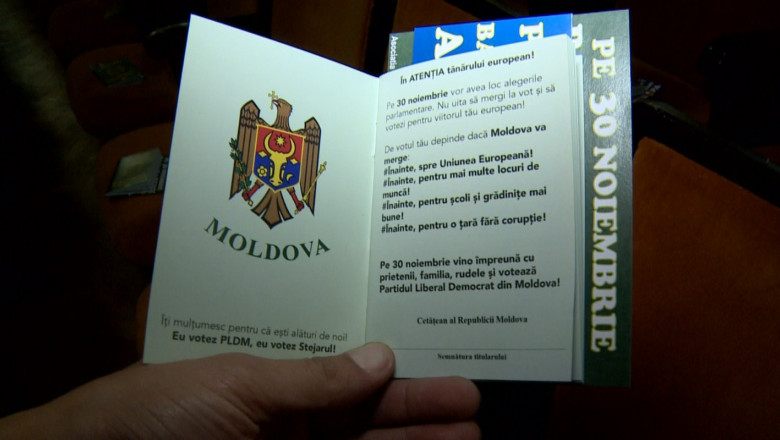 MOLDOVA
Îți mulțumesc pentru că ești alături de noi!
Eu votez PLDM, eu votez Stejarul!
În ATENȚIA tânărului european!
Pe 30 noiembrie vor avea loc alegerile
parlamentare. Nu uita să mergi la vot și să
votezi pentru viitorul tău european!
De votul tău depinde dacă Moldova va
merge:
#Înainte, spre Uniunea Europeană!
#Înainte, pentru mai multe locuri de
muncă!
#Înainte, pentru școli și grădinițe mai
bune!
#Înainte, pentru o țară fără corupție!
Pe 30 noiembrie vino împreună cu
prietenii, familia, rudele și votează
Partidul Liberal Democrat din Moldova!
Cetățean al Republicii Moldova
Semnătura titularului
PE 30 NOIEMBRIE